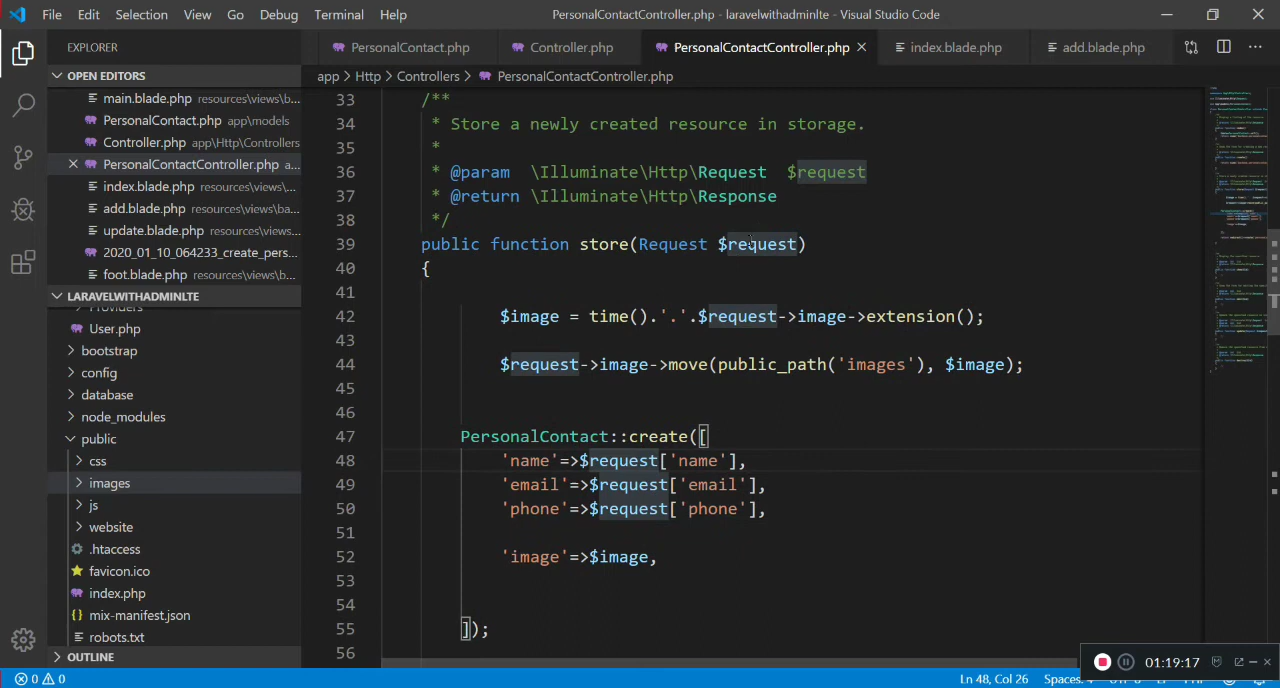 File Edit Selection View Go Debug Terminal Help PersonalContactController.php - laravelwithadminlte - Visual Studio Code
EXPLORER
PersonalContact.php Controller.php PersonalContactController.php index.blade.php add.blade.php
OPEN EDITORS
app > Http > Controllers > PersonalContactController.php
main.blade.php resources\views\b...
PersonalContact.php app\models
Controller.php app\Http\Controllers
PersonalContactController.php a...
index.blade.php resources\views\...
add.blade.php resources\views\ba...
update.blade.php resources\views...
2020_01_10_064233_create_pers...
foot.blade.php resources\views\b...
LARAVELWITHADMINLTE
Providers
User.php
bootstrap
config
database
node_modules
public
css
images
js
website
.htaccess
favicon.ico
index.php
mix-manifest.json
robots.txt
OUTLINE
33 /**
34 * Store a newly created resource in storage.
35 *
36 * @param \Illuminate\Http\Request $request
37 * @return \Illuminate\Http\Response
38 */
39 public function store(Request $request)
40 {
41
42 $image = time().'.'.$request->image->extension();
43
44 $request->image->move(public_path('images'), $image);
45
46
47 PersonalContact::create([
48 'name'=>$request['name'],
49 'email'=>$request['email'],
50 'phone'=>$request['phone'],
51
52 'image'=>$image,
53
54
55 ]);
56
01:19:17
0 0 Ln 48, Col 26